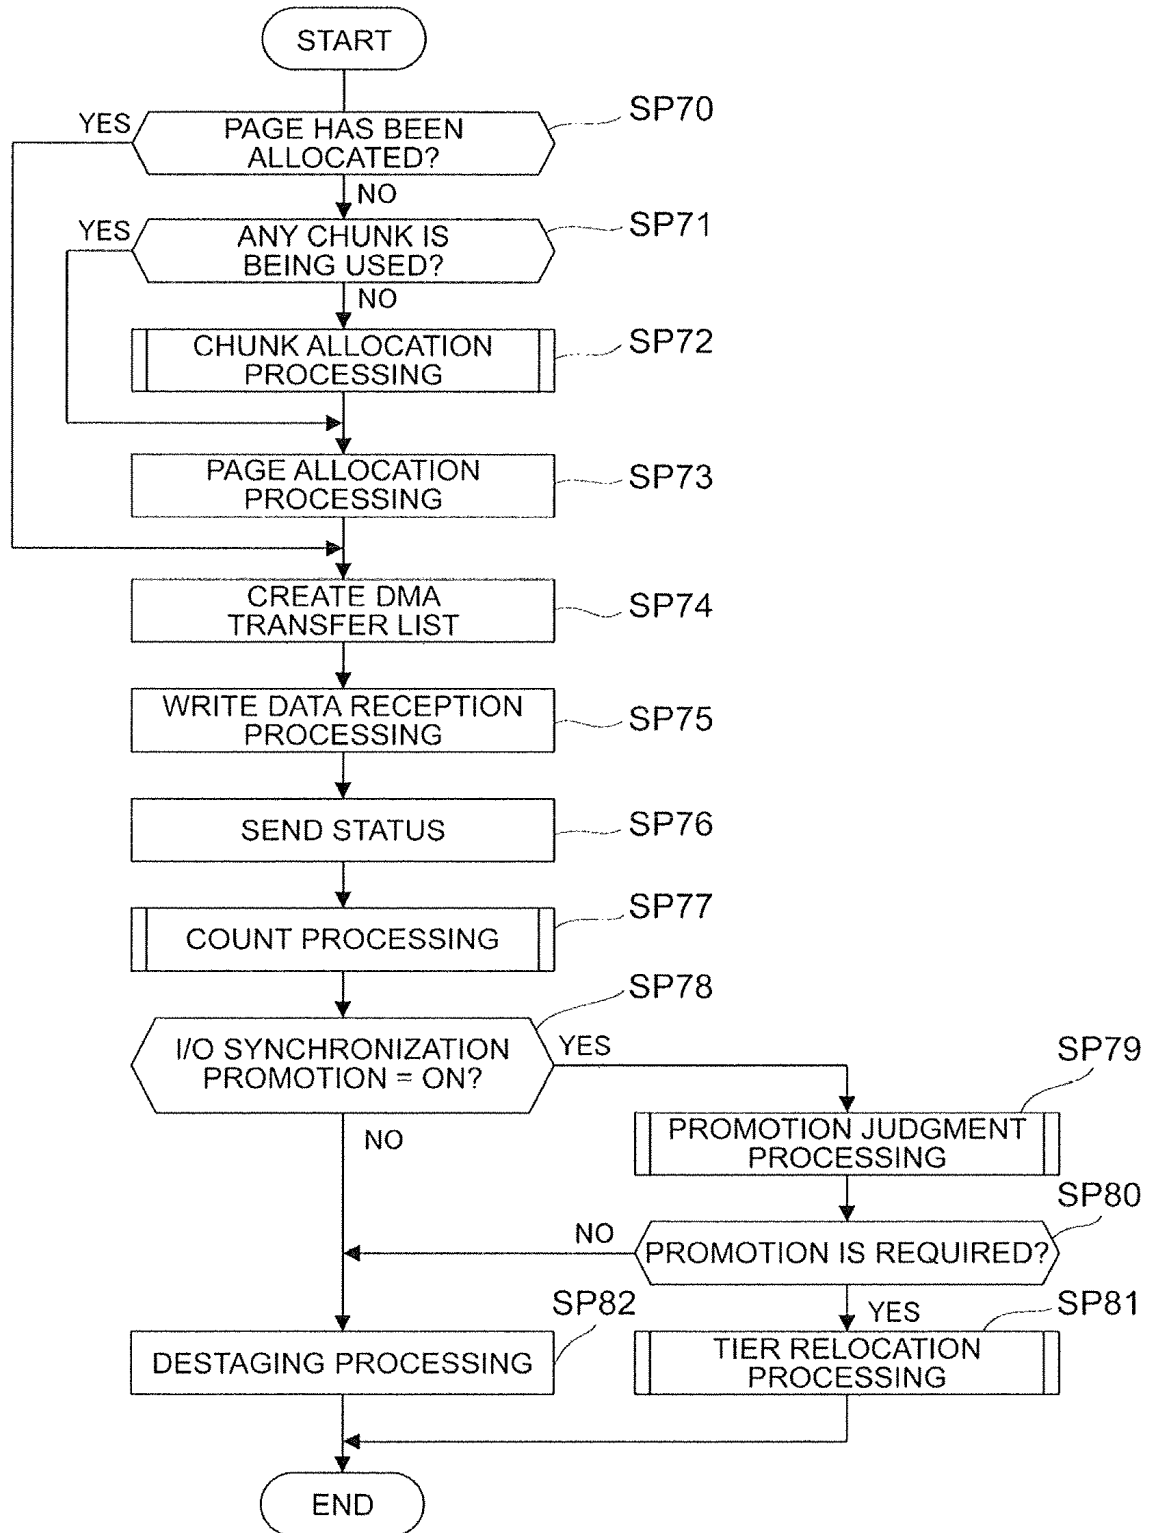 START
SP70
YES
PAGE HAS BEEN
ALLOCATED?
NO
SP71
YES
ANY CHUNK IS
BEING USED?
NO
SP72
CHUNK ALLOCATION
PROCESSING
PAGE ALLOCATION
PROCESSING
SP73
CREATE DMA
TRANSFER LIST
SP74
WRITE DATA RECEPTION
PROCESSING
SP75
SEND STATUS
SP76
SP77
COUNT PROCESSING
SP78
I/O SYNCHRONIZATION
PROMOTION = ON?
YES
NO
SP79
PROMOTION JUDGMENT
PROCESSING
SP80
NO
PROMOTION IS REQUIRED?
YES
SP82
DESTAGING PROCESSING
SP81
TIER RELOCATION
PROCESSING
END